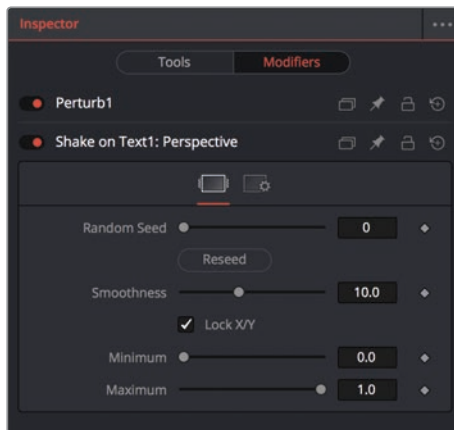 Inspector
Tools Modifiers
Perturb1
Shake on Text1: Perspective
Random Seed 0
Reseed
Smoothness 10.0
Lock X/Y
Minimum 0.0
Maximum 1.0